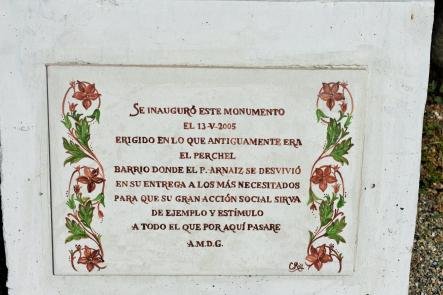 SE INAUGURÓ ESTE MONUMENTO
EL 13-V-2005
ERIGIDO EN LO QUE ANTIGUAMENTE ERA
EL PERCHEL
BARRIO DONDE EL P. ARNAIZ SE DESVIVIÓ
EN SU ENTREGA A LOS MÁS NECESITADOS
PARA QUE SU GRAN ACCIÓN SOCIAL SIRVA
DE EJEMPLO Y ESTÍMULO
A TODO EL QUE POR AQUÍ PASARE
A.M.D.G.